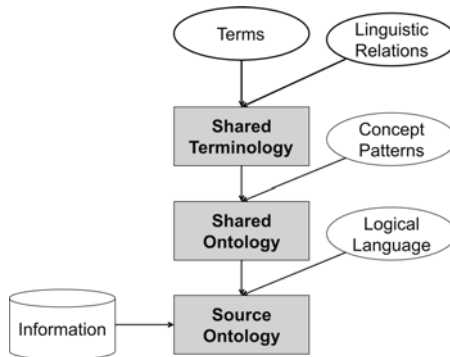 Terms
Linguistic
Relations
Shared
Terminology
Concept
Patterns
Shared
Ontology
Logical
Language
Information
Source
Ontology